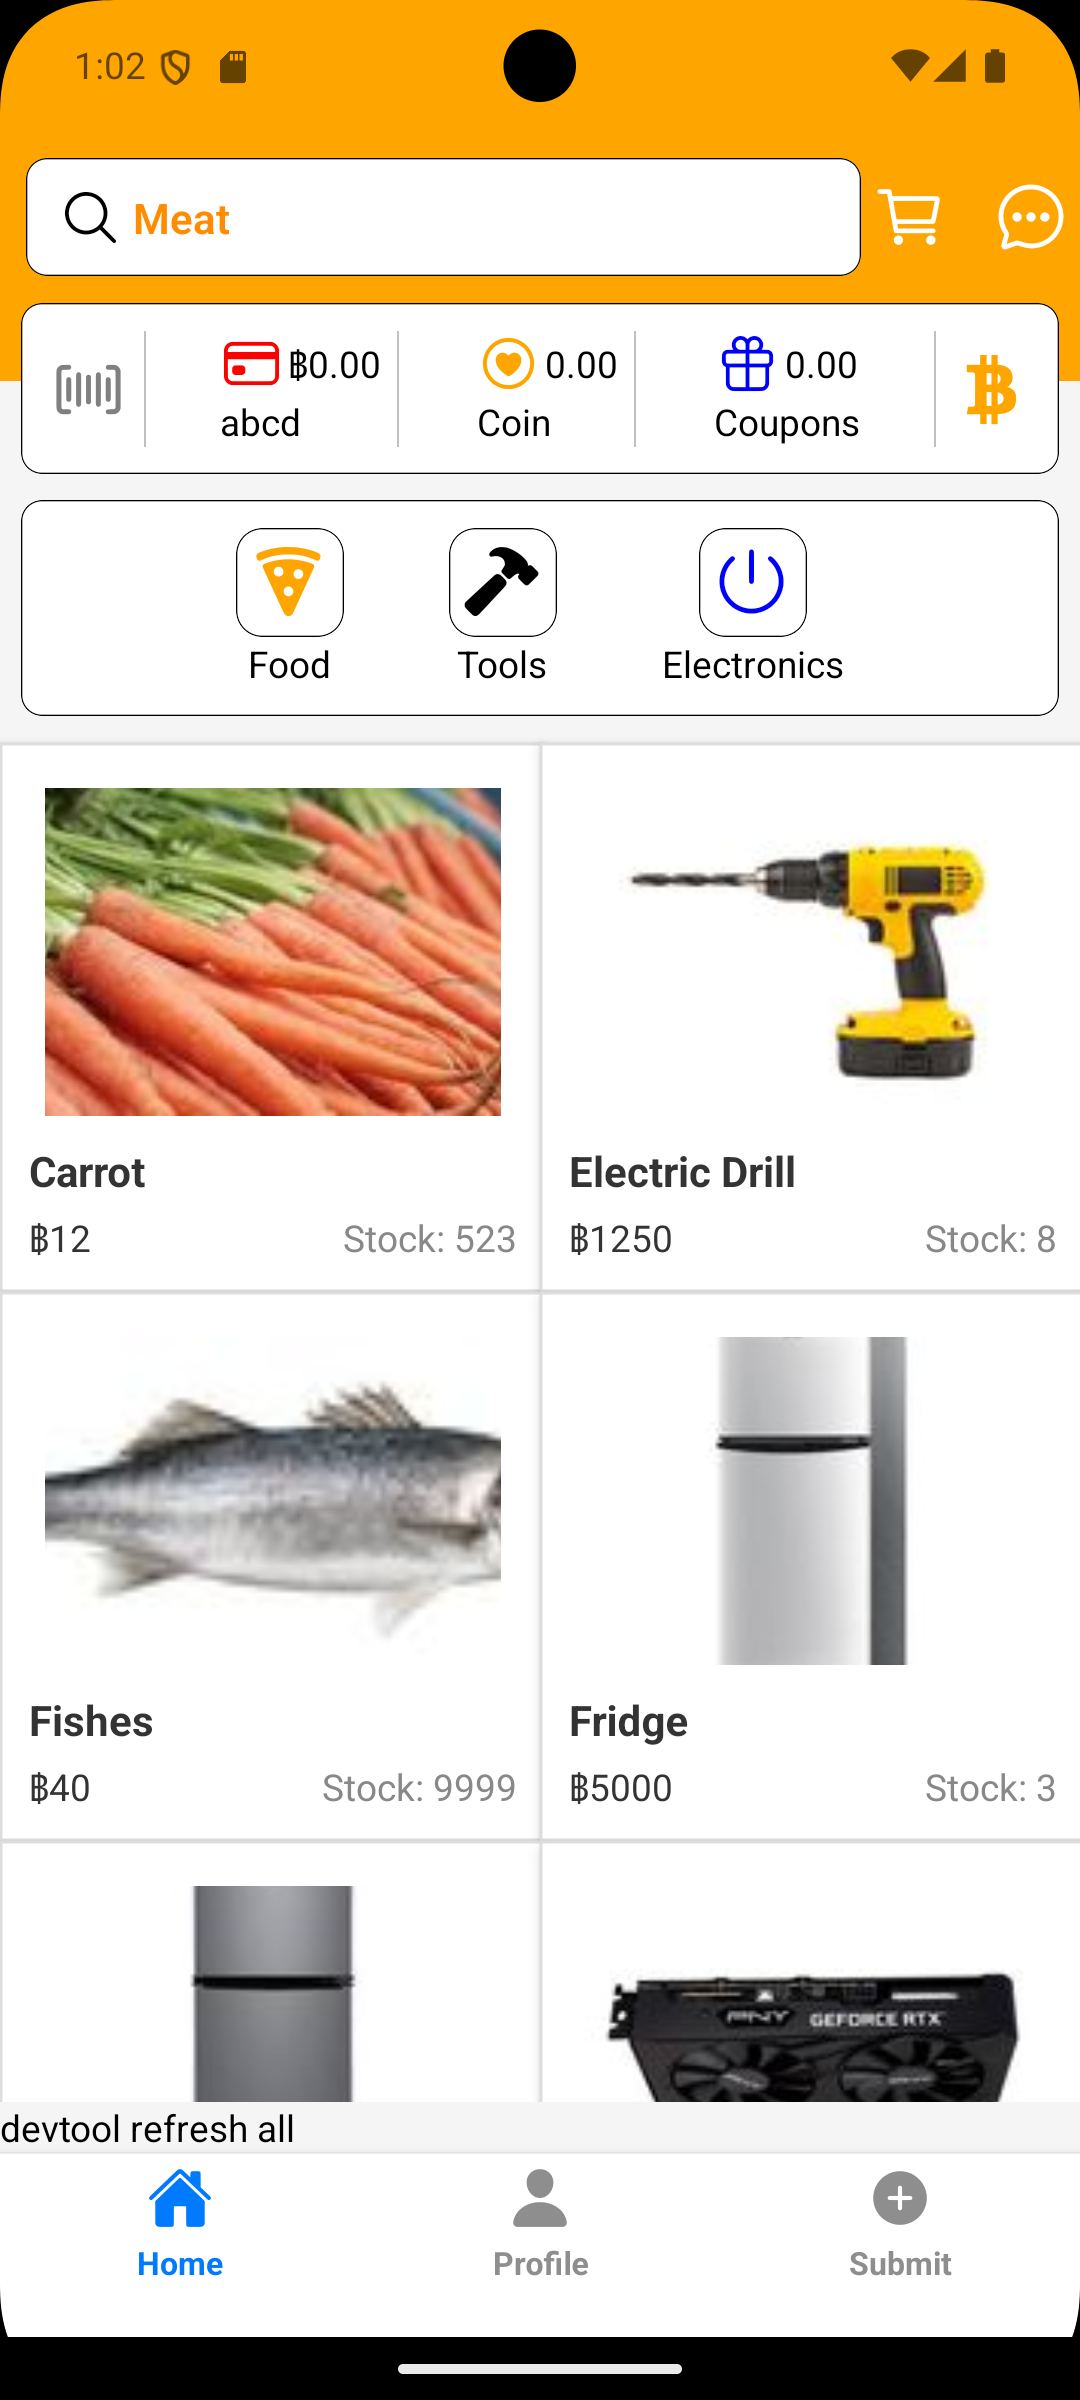 1:02
Meat
฿0.00
0.00
0.00
abcd
Coin
Coupons
Food
Tools
Electronics
Carrot
฿12
Stock: 523
Electric Drill
฿1250
Stock: 8
Fishes
฿40
Stock: 9999
Fridge
฿5000
Stock: 3
PNY
GEFORCE RTX
devtool refresh all
Home
Profile
Submit